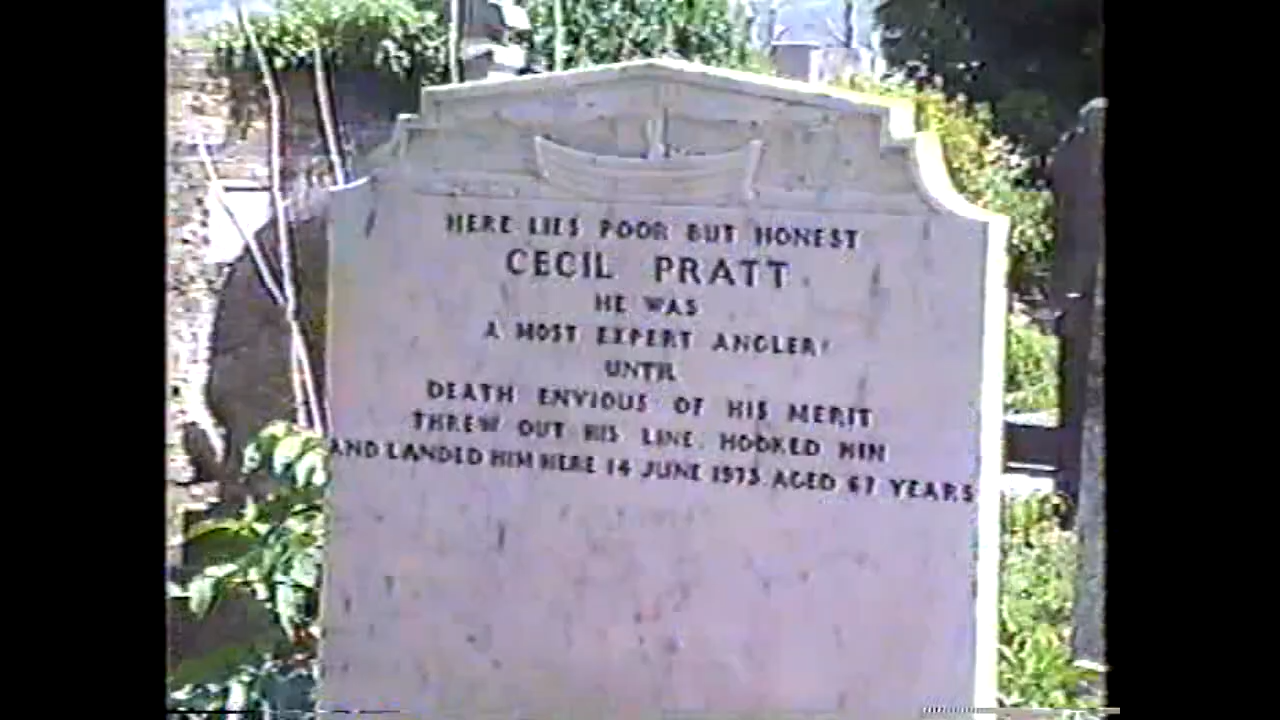 HERE LIES POOR BUT HONEST
CECIL PRATT
HE WAS
A MOST EXPERT ANGLER
UNTIL
DEATH ENVIOUS OF HIS MERIT
THREW OUT HIS LINE HOOKED HIM
AND LANDED HIM HERE 14 JUNE 1973 AGED 67 YEARS